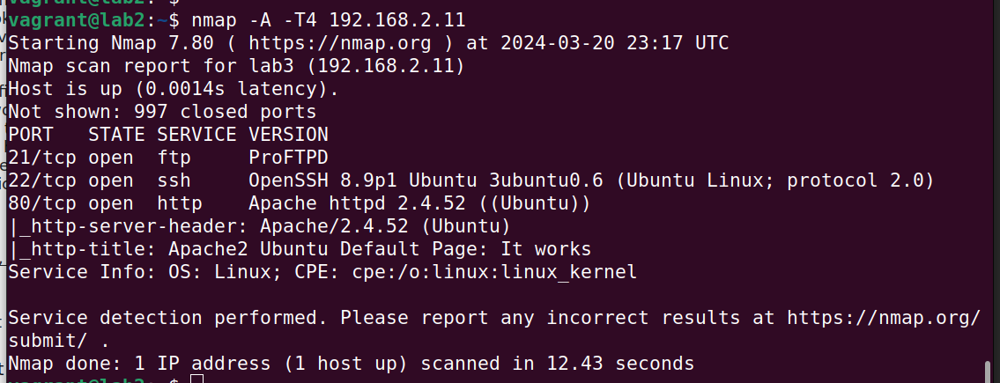 vagrant@lab2:~$ nmap -A -T4 192.168.2.11
Starting Nmap 7.80 ( https://nmap.org ) at 2024-03-20 23:17 UTC
Nmap scan report for lab3 (192.168.2.11)
Host is up (0.0014s latency).
Not shown: 997 closed ports
PORT   STATE SERVICE VERSION
21/tcp open  ftp     ProFTPD
22/tcp open  ssh     OpenSSH 8.9p1 Ubuntu 3ubuntu0.6 (Ubuntu Linux; protocol 2.0)
80/tcp open  http    Apache httpd 2.4.52 ((Ubuntu))
|_http-server-header: Apache/2.4.52 (Ubuntu)
|_http-title: Apache2 Ubuntu Default Page: It works
Service Info: OS: Linux; CPE: cpe:/o:linux:linux_kernel
Service detection performed. Please report any incorrect results at https://nmap.org/
submit/ .
Nmap done: 1 IP address (1 host up) scanned in 12.43 seconds